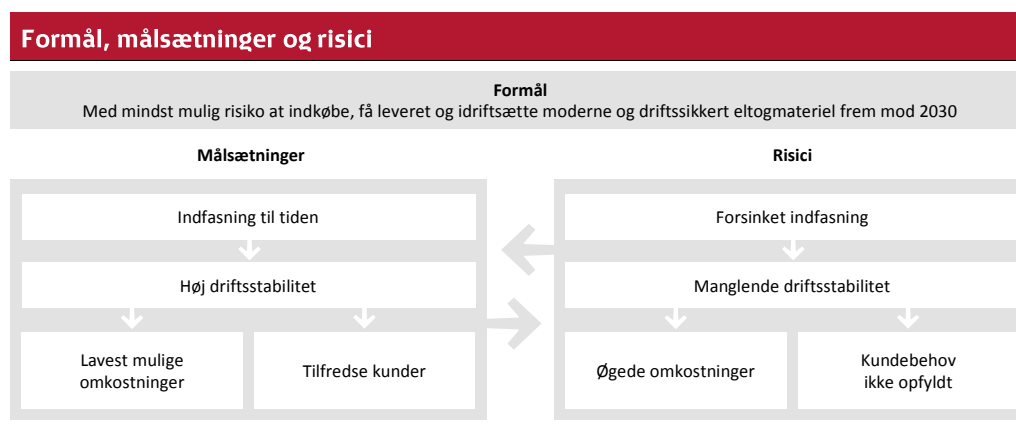 Formål, målsætninger og risici
Formål
Med mindst mulig risiko at indkøbe, få leveret og idriftsætte moderne og driftssikkert eltogmateriel frem mod 2030
Målsætninger
Indfasning til tiden
Høj driftsstabilitet
Lavest mulige
omkostninger
Tilfredse kunder
Risici
Forsinket indfasning
Manglende driftsstabilitet
Øgede omkostninger
Kundebehov
ikke opfyldt